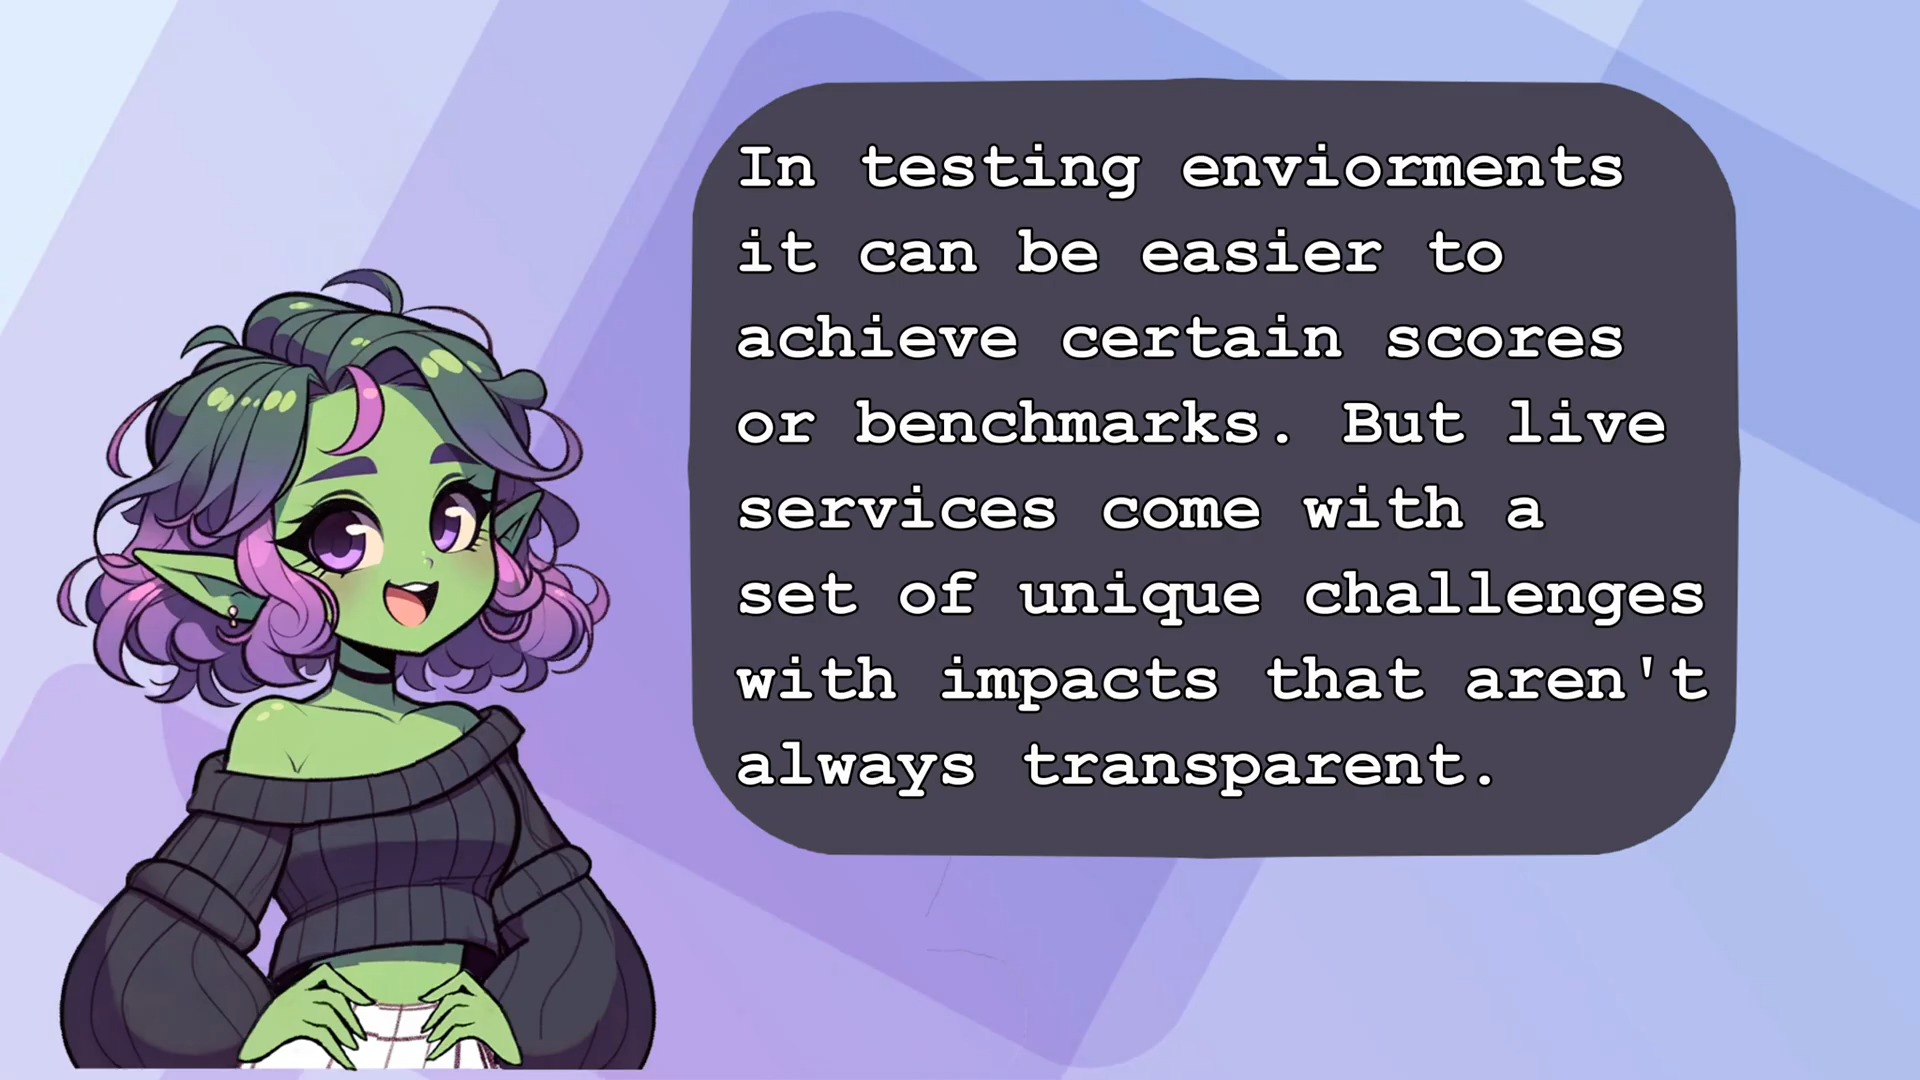 In testing enviorments
it can be easier to
achieve certain scores
or benchmarks. But live
services come with a
set of unique challenges
with impacts that aren't
always transparent.